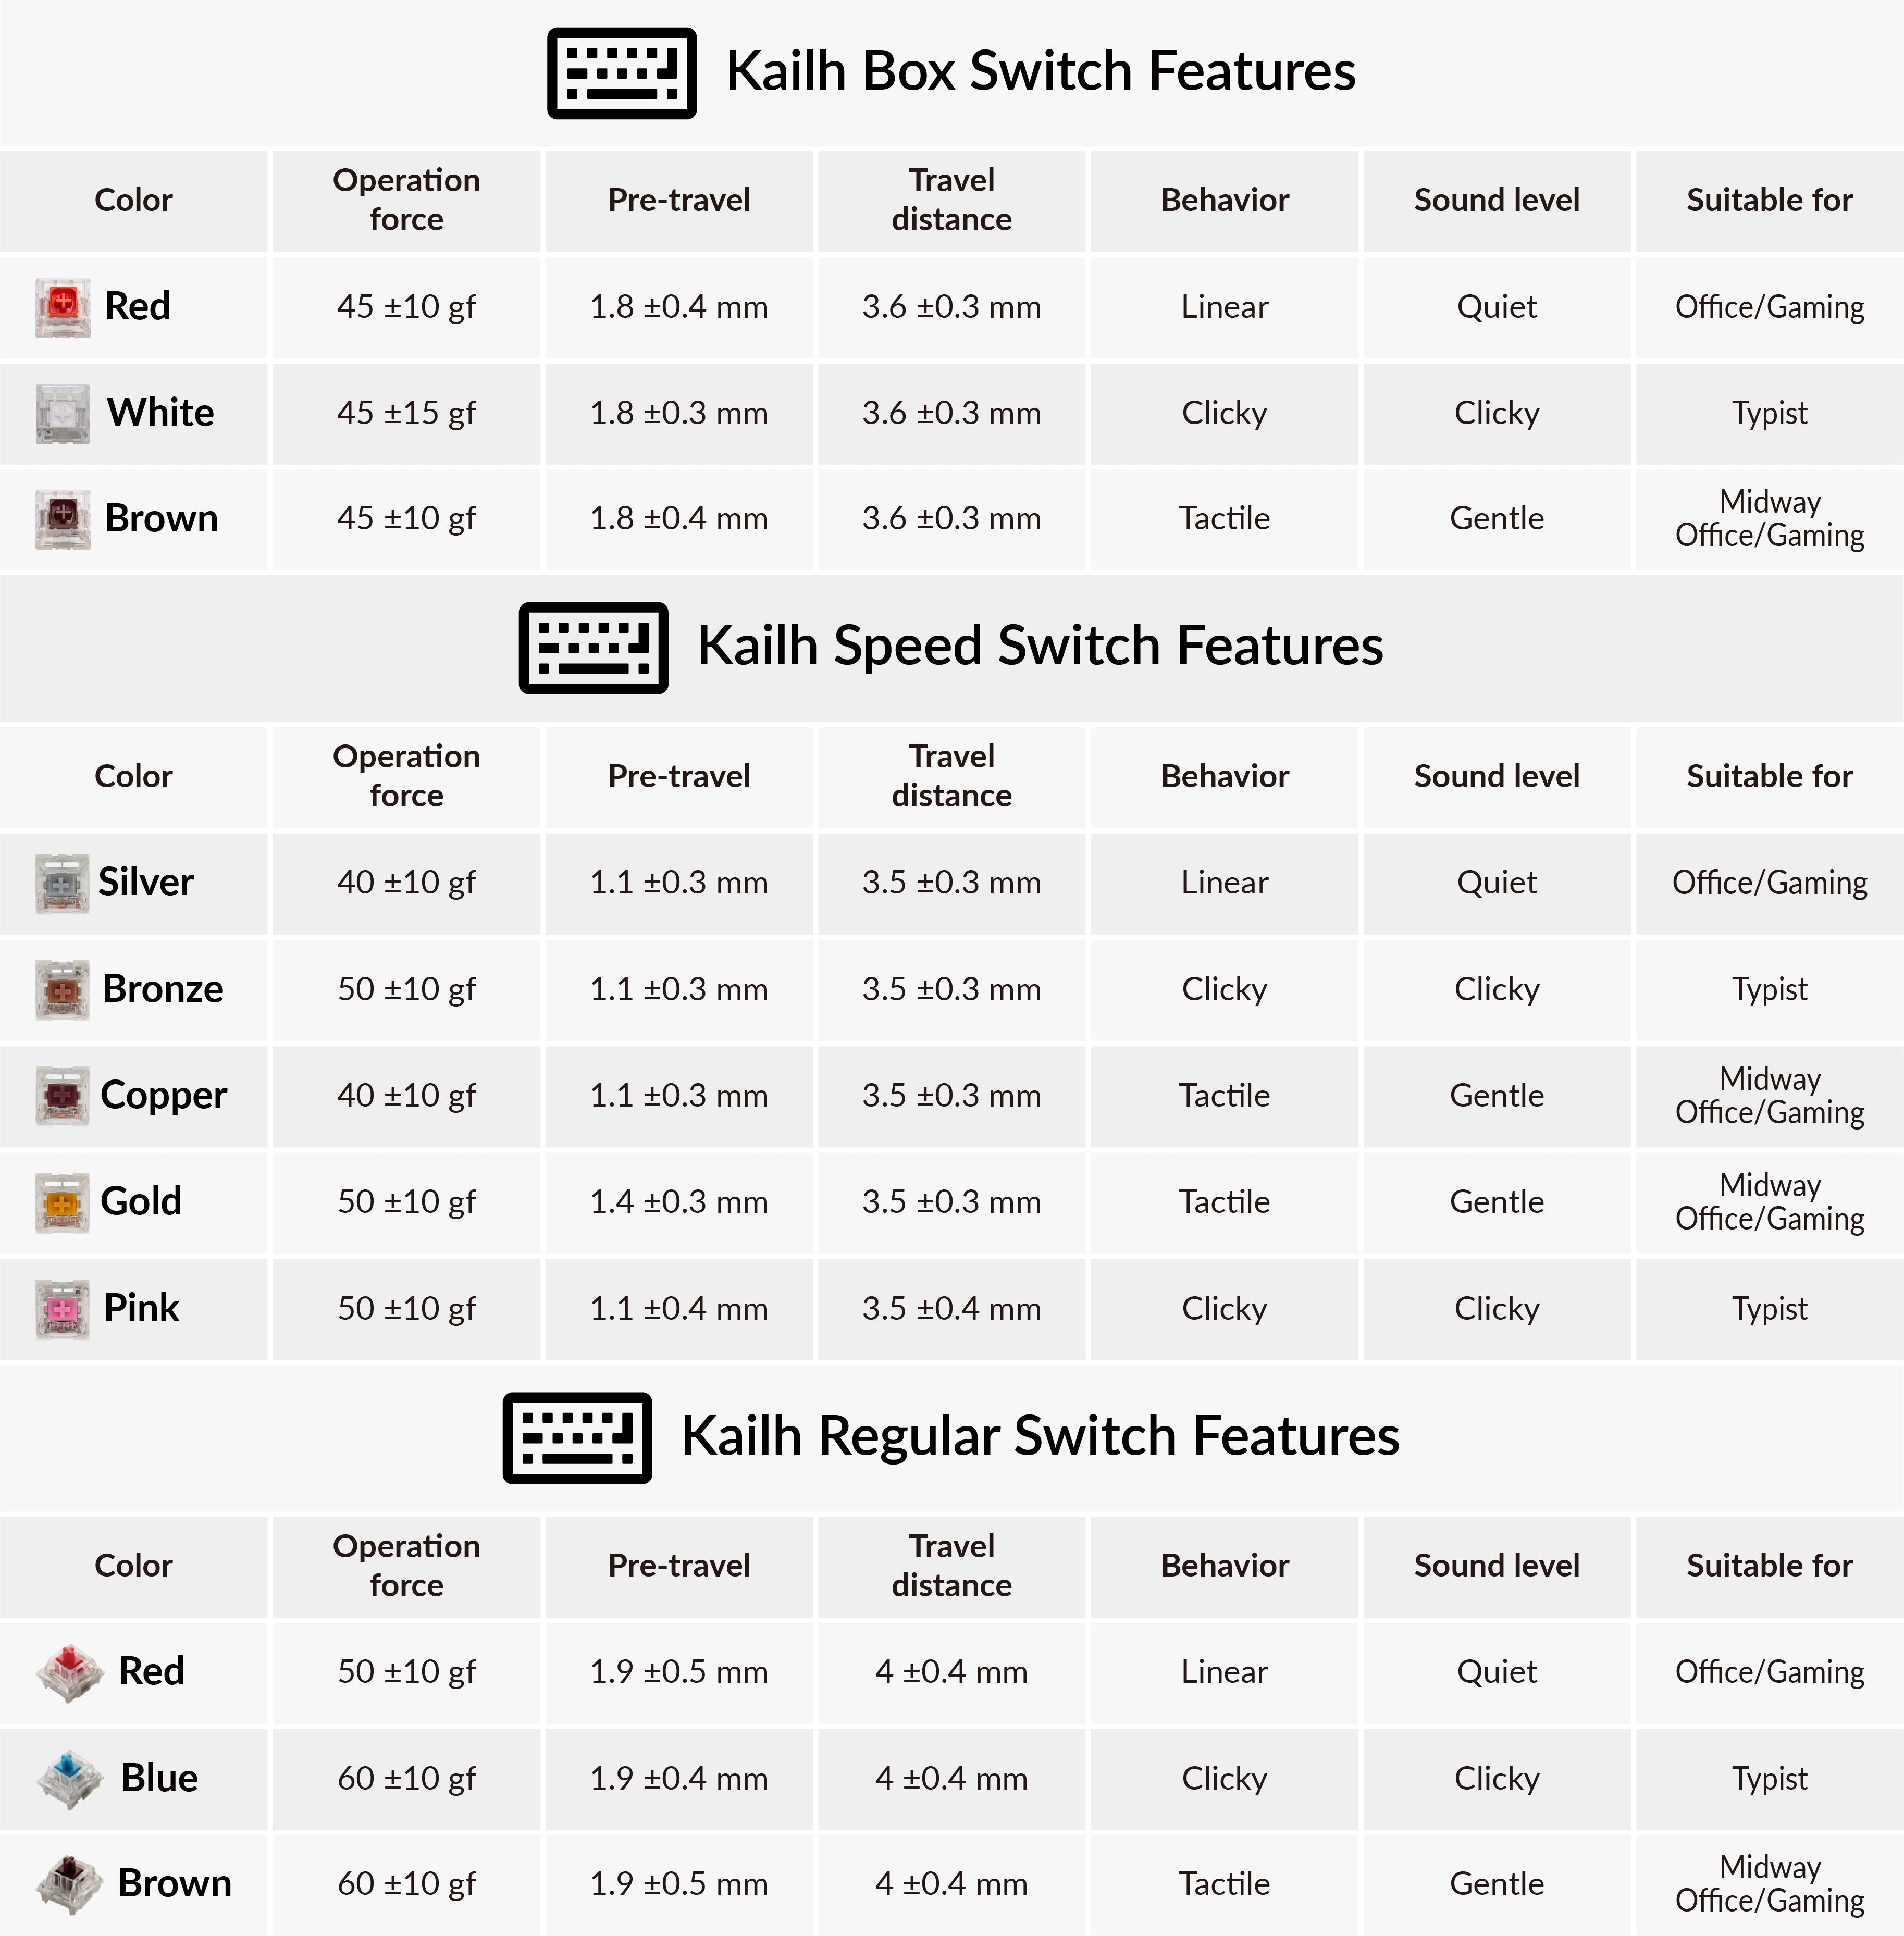 Kailh Box Switch Features
Color Operation force Pre-travel Travel distance Behavior Sound level Suitable for
Red 45 ±10 gf 1.8 ±0.4 mm 3.6 ±0.3 mm Linear Quiet Office/Gaming
White 45 ±15 gf 1.8 ±0.3 mm 3.6 ±0.3 mm Clicky Clicky Typist
Brown 45 ±10 gf 1.8 ±0.4 mm 3.6 ±0.3 mm Tactile Gentle Midway Office/Gaming
Kailh Speed Switch Features
Color Operation force Pre-travel Travel distance Behavior Sound level Suitable for
Silver 40 ±10 gf 1.1 ±0.3 mm 3.5 ±0.3 mm Linear Quiet Office/Gaming
Bronze 50 ±10 gf 1.1 ±0.3 mm 3.5 ±0.3 mm Clicky Clicky Typist
Copper 40 ±10 gf 1.1 ±0.3 mm 3.5 ±0.3 mm Tactile Gentle Midway Office/Gaming
Gold 50 ±10 gf 1.4 ±0.3 mm 3.5 ±0.3 mm Tactile Gentle Midway Office/Gaming
Pink 50 ±10 gf 1.1 ±0.4 mm 3.5 ±0.4 mm Clicky Clicky Typist
Kailh Regular Switch Features
Color Operation force Pre-travel Travel distance Behavior Sound level Suitable for
Red 50 ±10 gf 1.9 ±0.5 mm 4 ±0.4 mm Linear Quiet Office/Gaming
Blue 60 ±10 gf 1.9 ±0.4 mm 4 ±0.4 mm Clicky Clicky Typist
Brown 60 ±10 gf 1.9 ±0.5 mm 4 ±0.4 mm Tactile Gentle Midway Office/Gaming